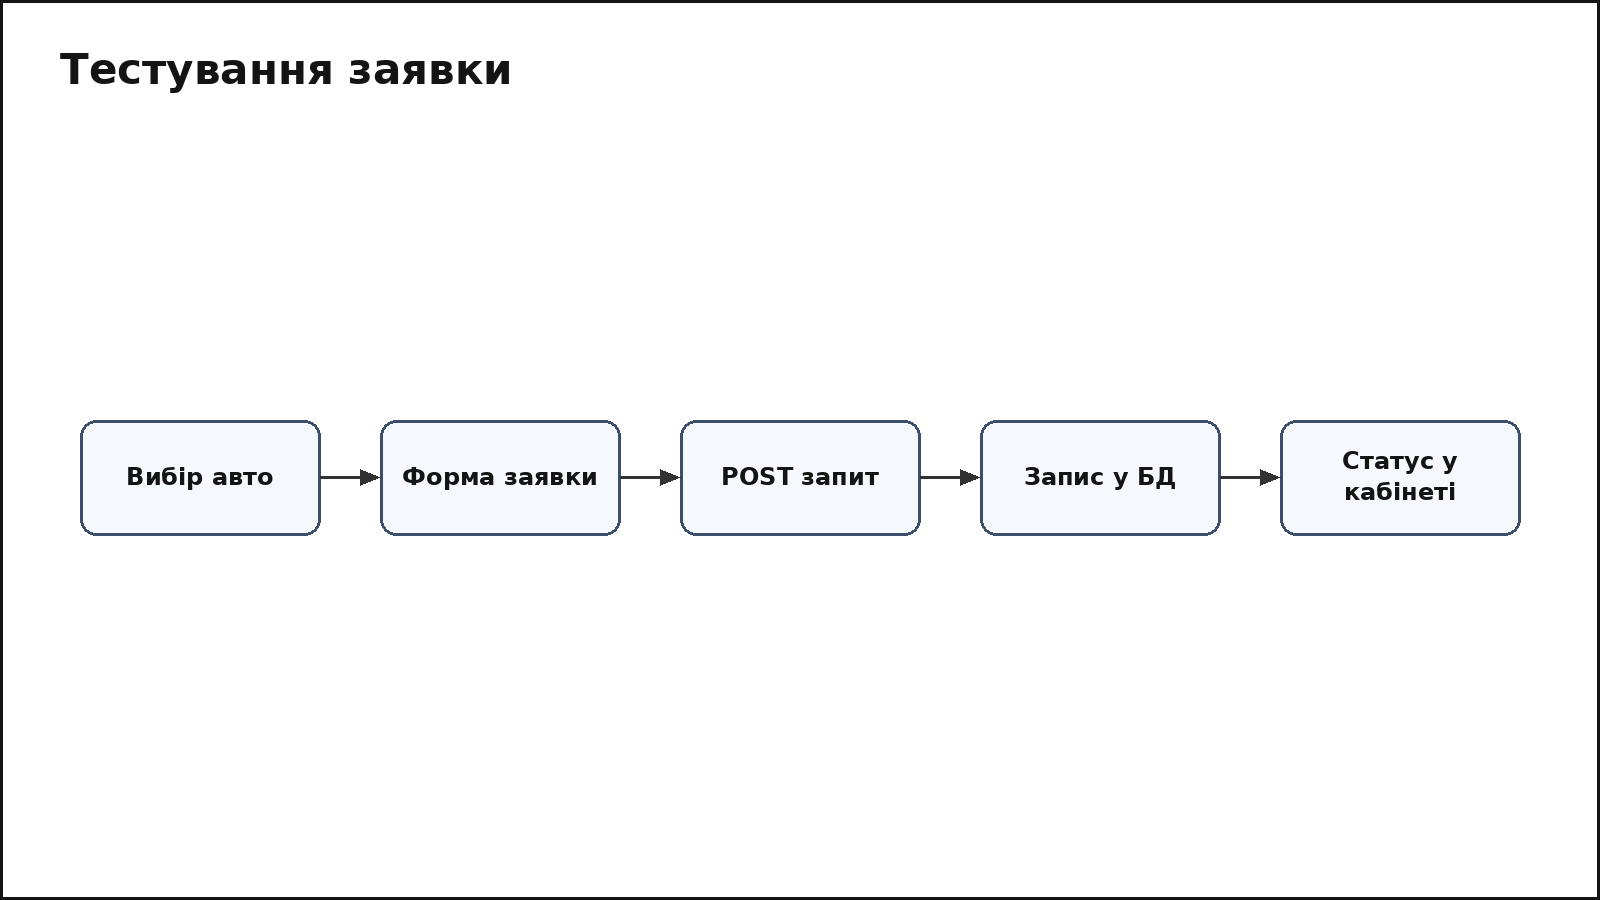 Тестування заявки
Вибір авто
Форма заявки
POST запит
Запис у БД
Статус у
кабінеті